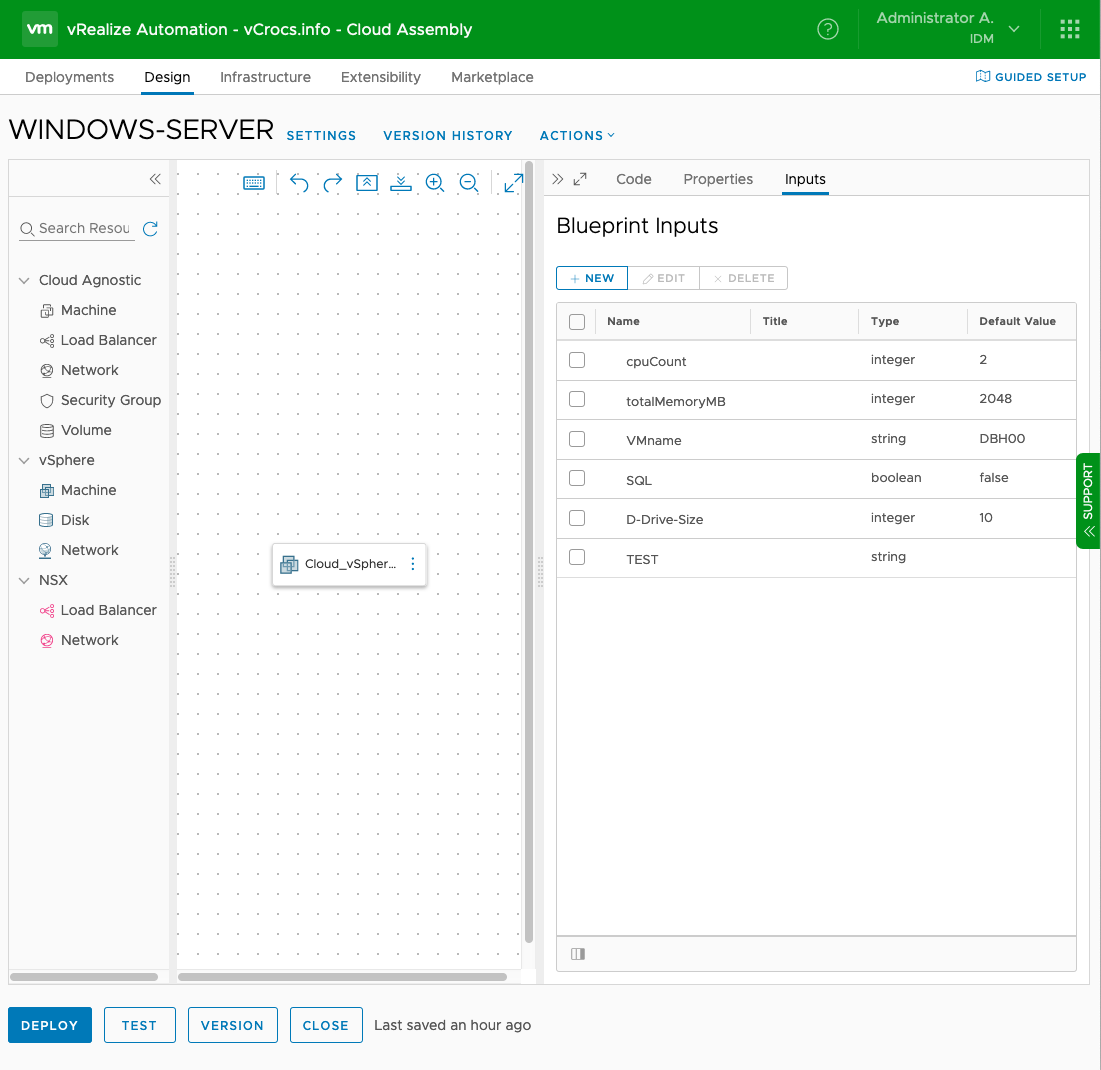 vm vRealize Automation - vCrocs.info - Cloud Assembly
?
Administrator A.
IDM
Deployments Design Infrastructure Extensibility Marketplace
GUIDED SETUP
WINDOWS-SERVER SETTINGS VERSION HISTORY ACTIONS
Search Resou
Cloud Agnostic
Machine
Load Balancer
Network
Security Group
Volume
vSphere
Machine
Disk
Network
NSX
Load Balancer
Network
Cloud_vSpher...
Code Properties Inputs
Blueprint Inputs
+ NEW EDIT × DELETE
Name Title Type Default Value
cpuCount integer 2
totalMemoryMB integer 2048
VMname string DBH00
SQL boolean false
D-Drive-Size integer 10
TEST string
SUPPORT
DEPLOY TEST VERSION CLOSE Last saved an hour ago